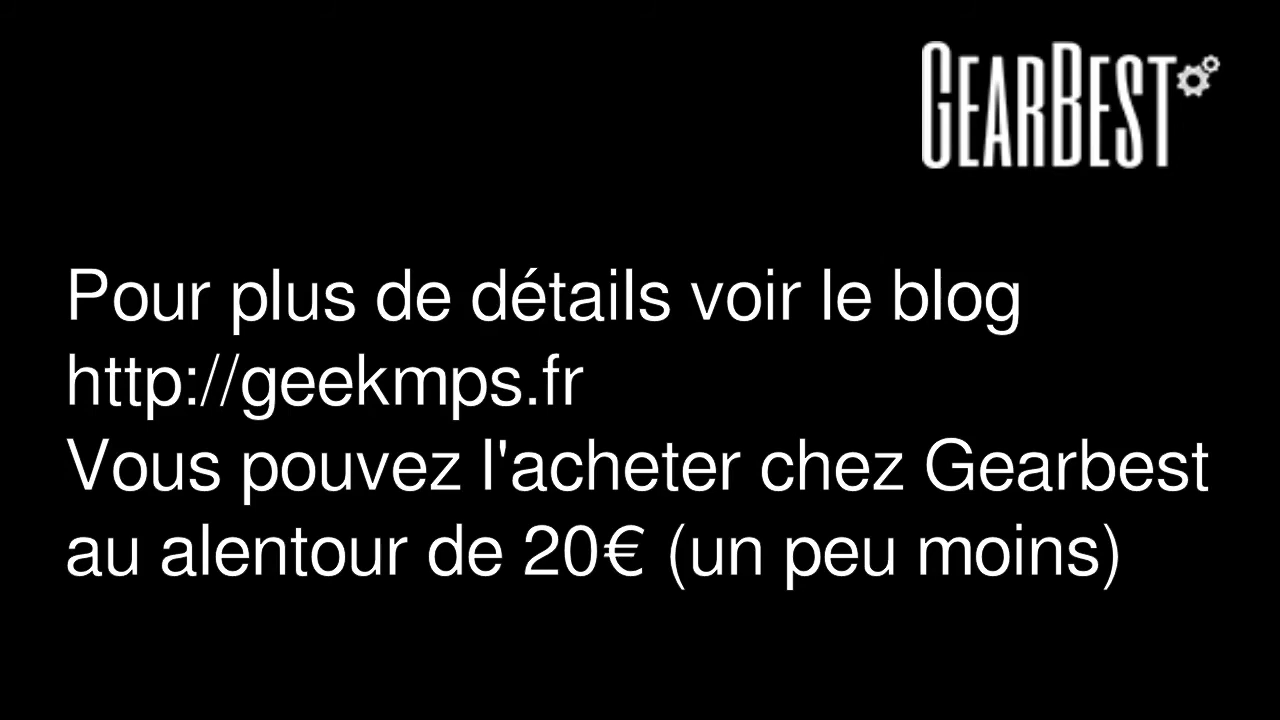 GEARBEST
Pour plus de détails voir le blog
http://geekmps.fr
Vous pouvez l'acheter chez Gearbest
au alentour de 20€ (un peu moins)